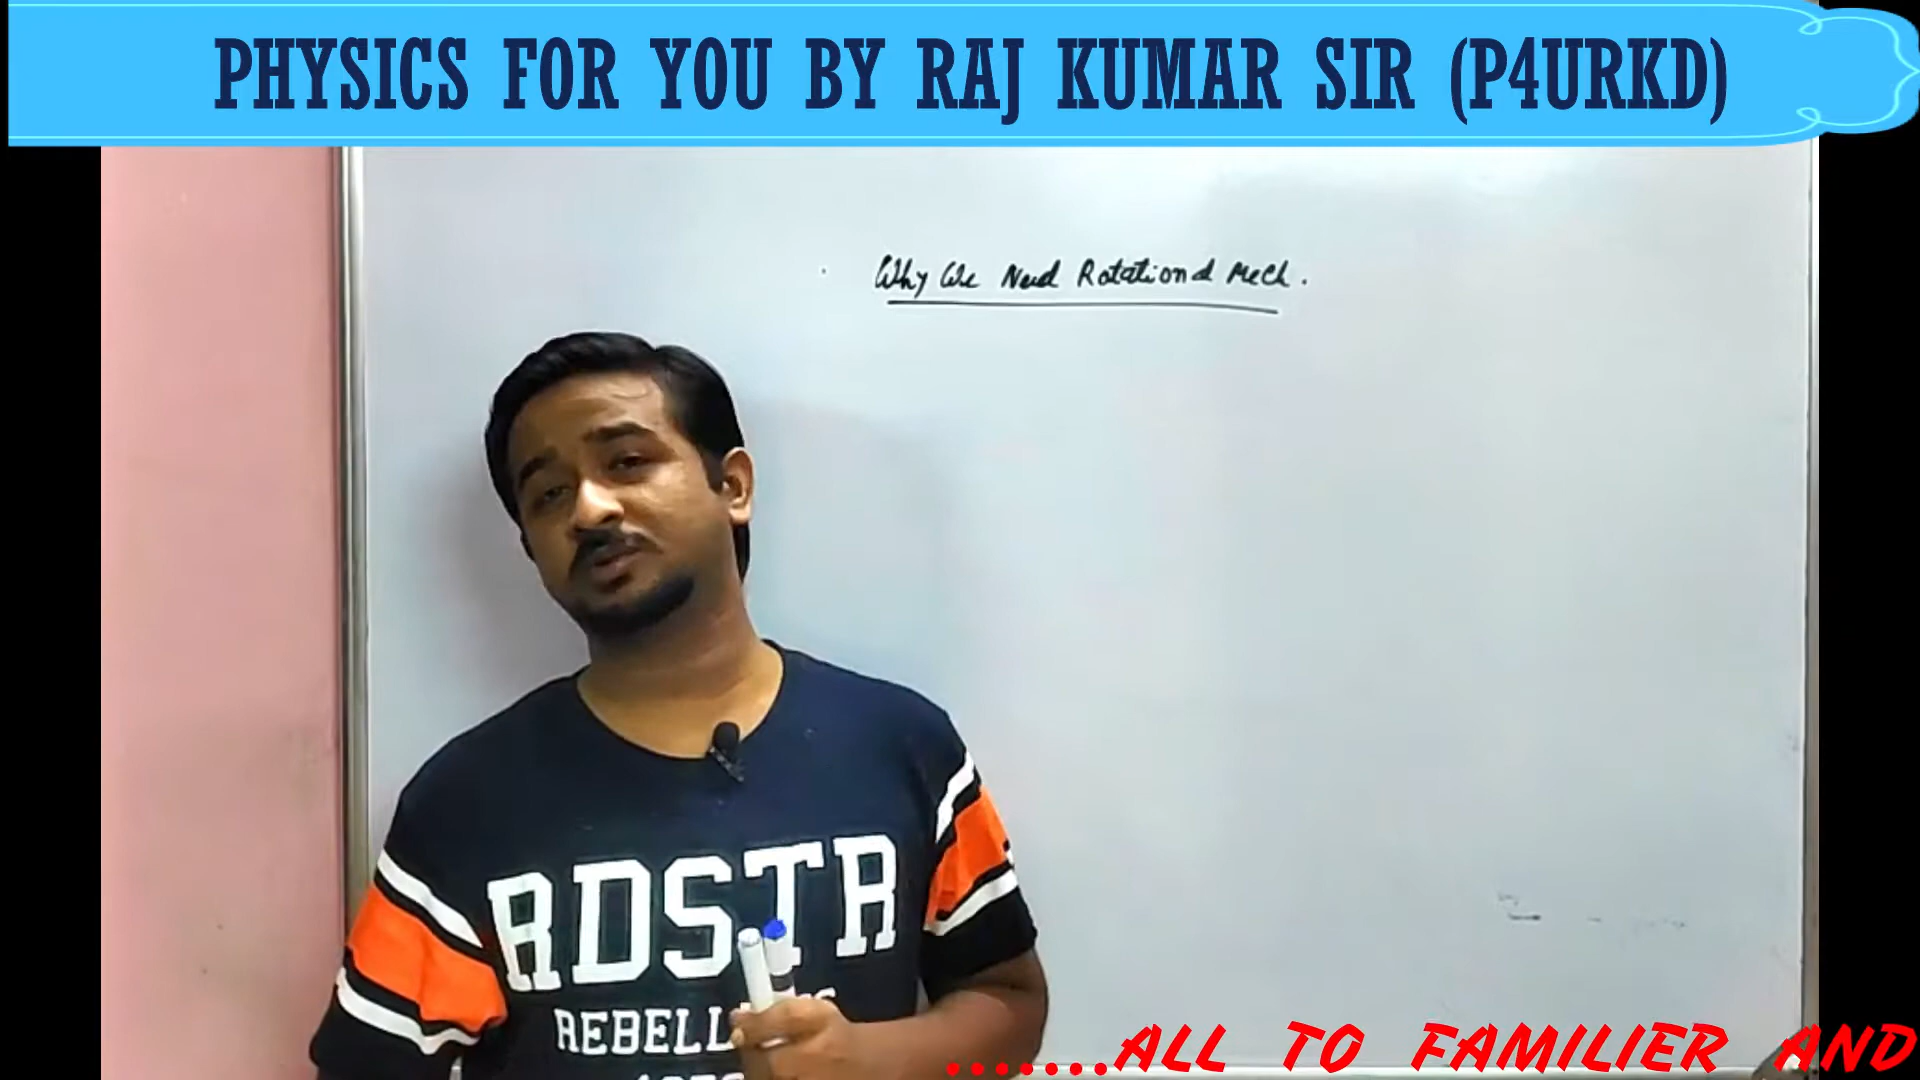 PHYSICS FOR YOU BY RAJ KUMAR SIR (P4URKD)
Why We Need Rotational Mech.
RDSTR
REBELL
.......ALL TO FAMILIER AND